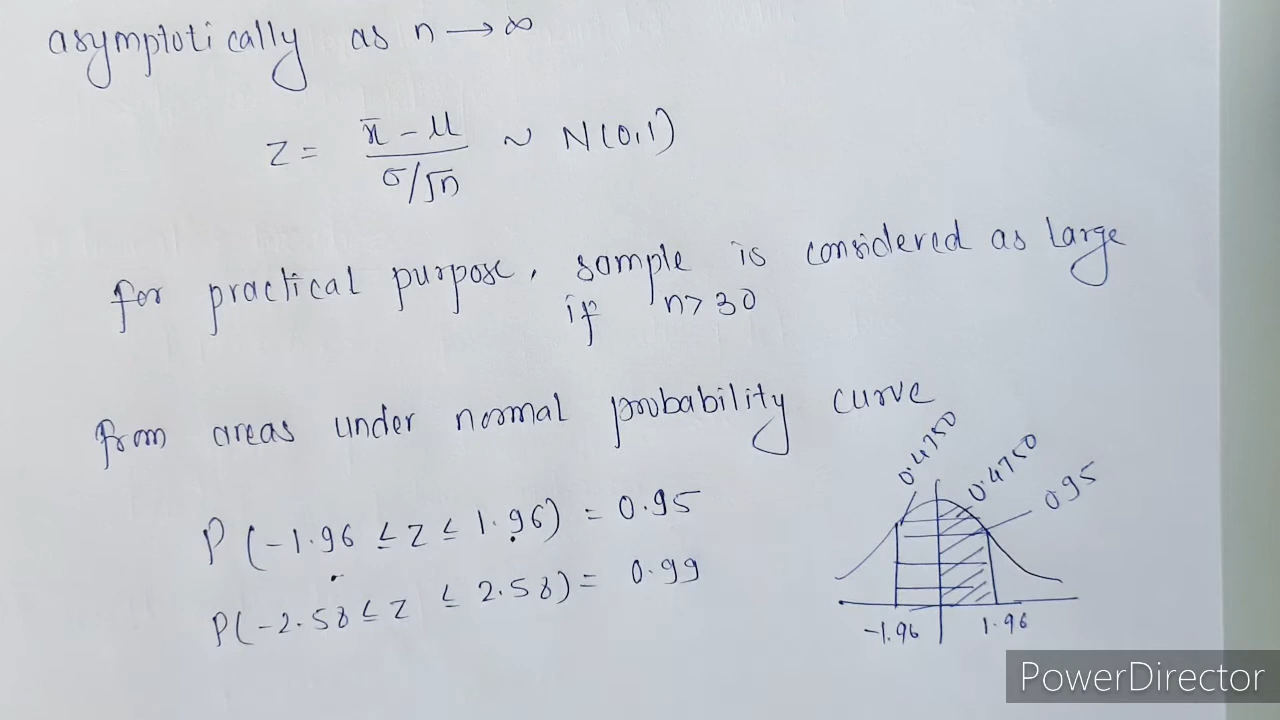 asymptotically as n → ∞
z = x̄ - μ / σ/√n ~ N(0,1)
for practical purpose, sample is considered as large
if n > 30
from areas under normal probability curve
0.4750
0.4750
0.95
P(-1.96 ≤ z ≤ 1.96) = 0.95
P(-2.58 ≤ z ≤ 2.58) = 0.99
-1.96 1.96
PowerDirector